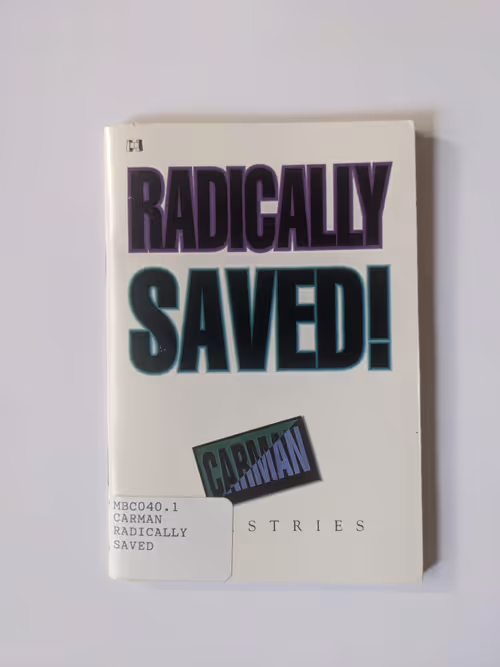 RADICALLY
SAVED!
CARMAN
STRIES
MBC040.1
CARMAN
RADICALLY
SAVED